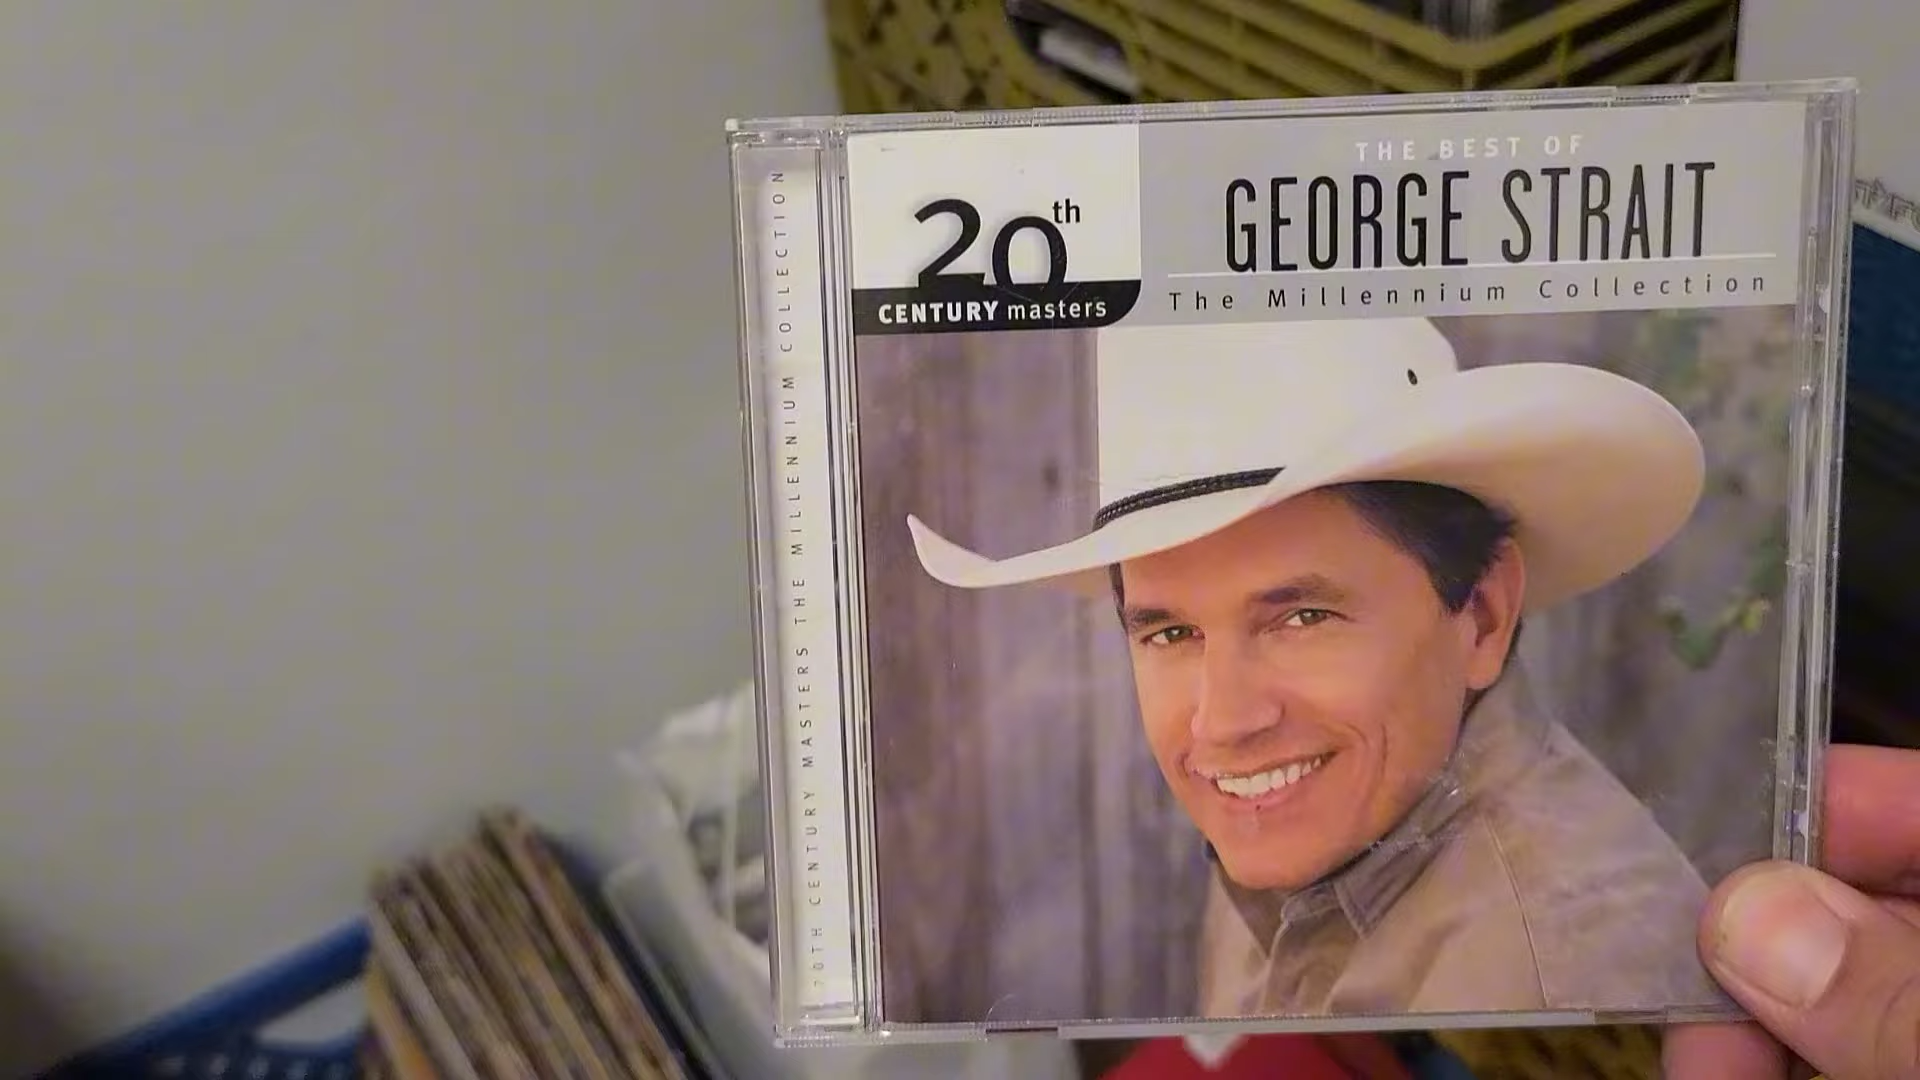 20th
CENTURY masters
THE BEST OF
GEORGE STRAIT
The Millennium Collection
20TH CENTURY MASTERS THE MILLENNIUM COLLECTION